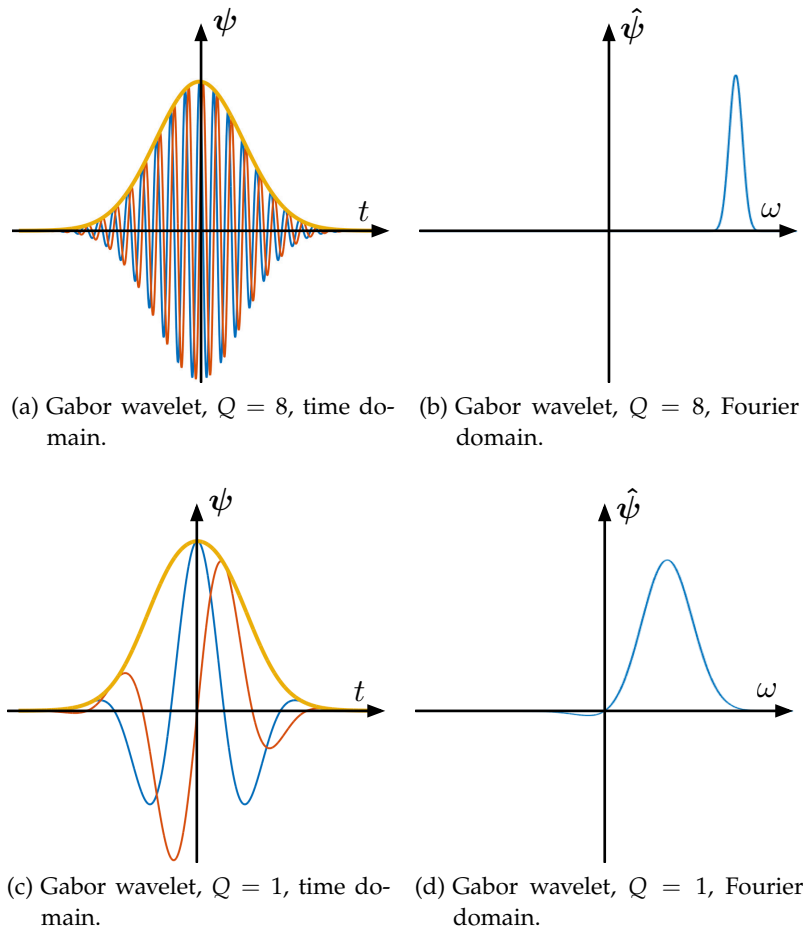 ψ
ψ̂
t
ω
(a) Gabor wavelet, Q = 8, time do-
main.
(b) Gabor wavelet, Q = 8, Fourier
domain.
ψ
ψ̂
t
ω
(c) Gabor wavelet, Q = 1, time do-
main.
(d) Gabor wavelet, Q = 1, Fourier
domain.